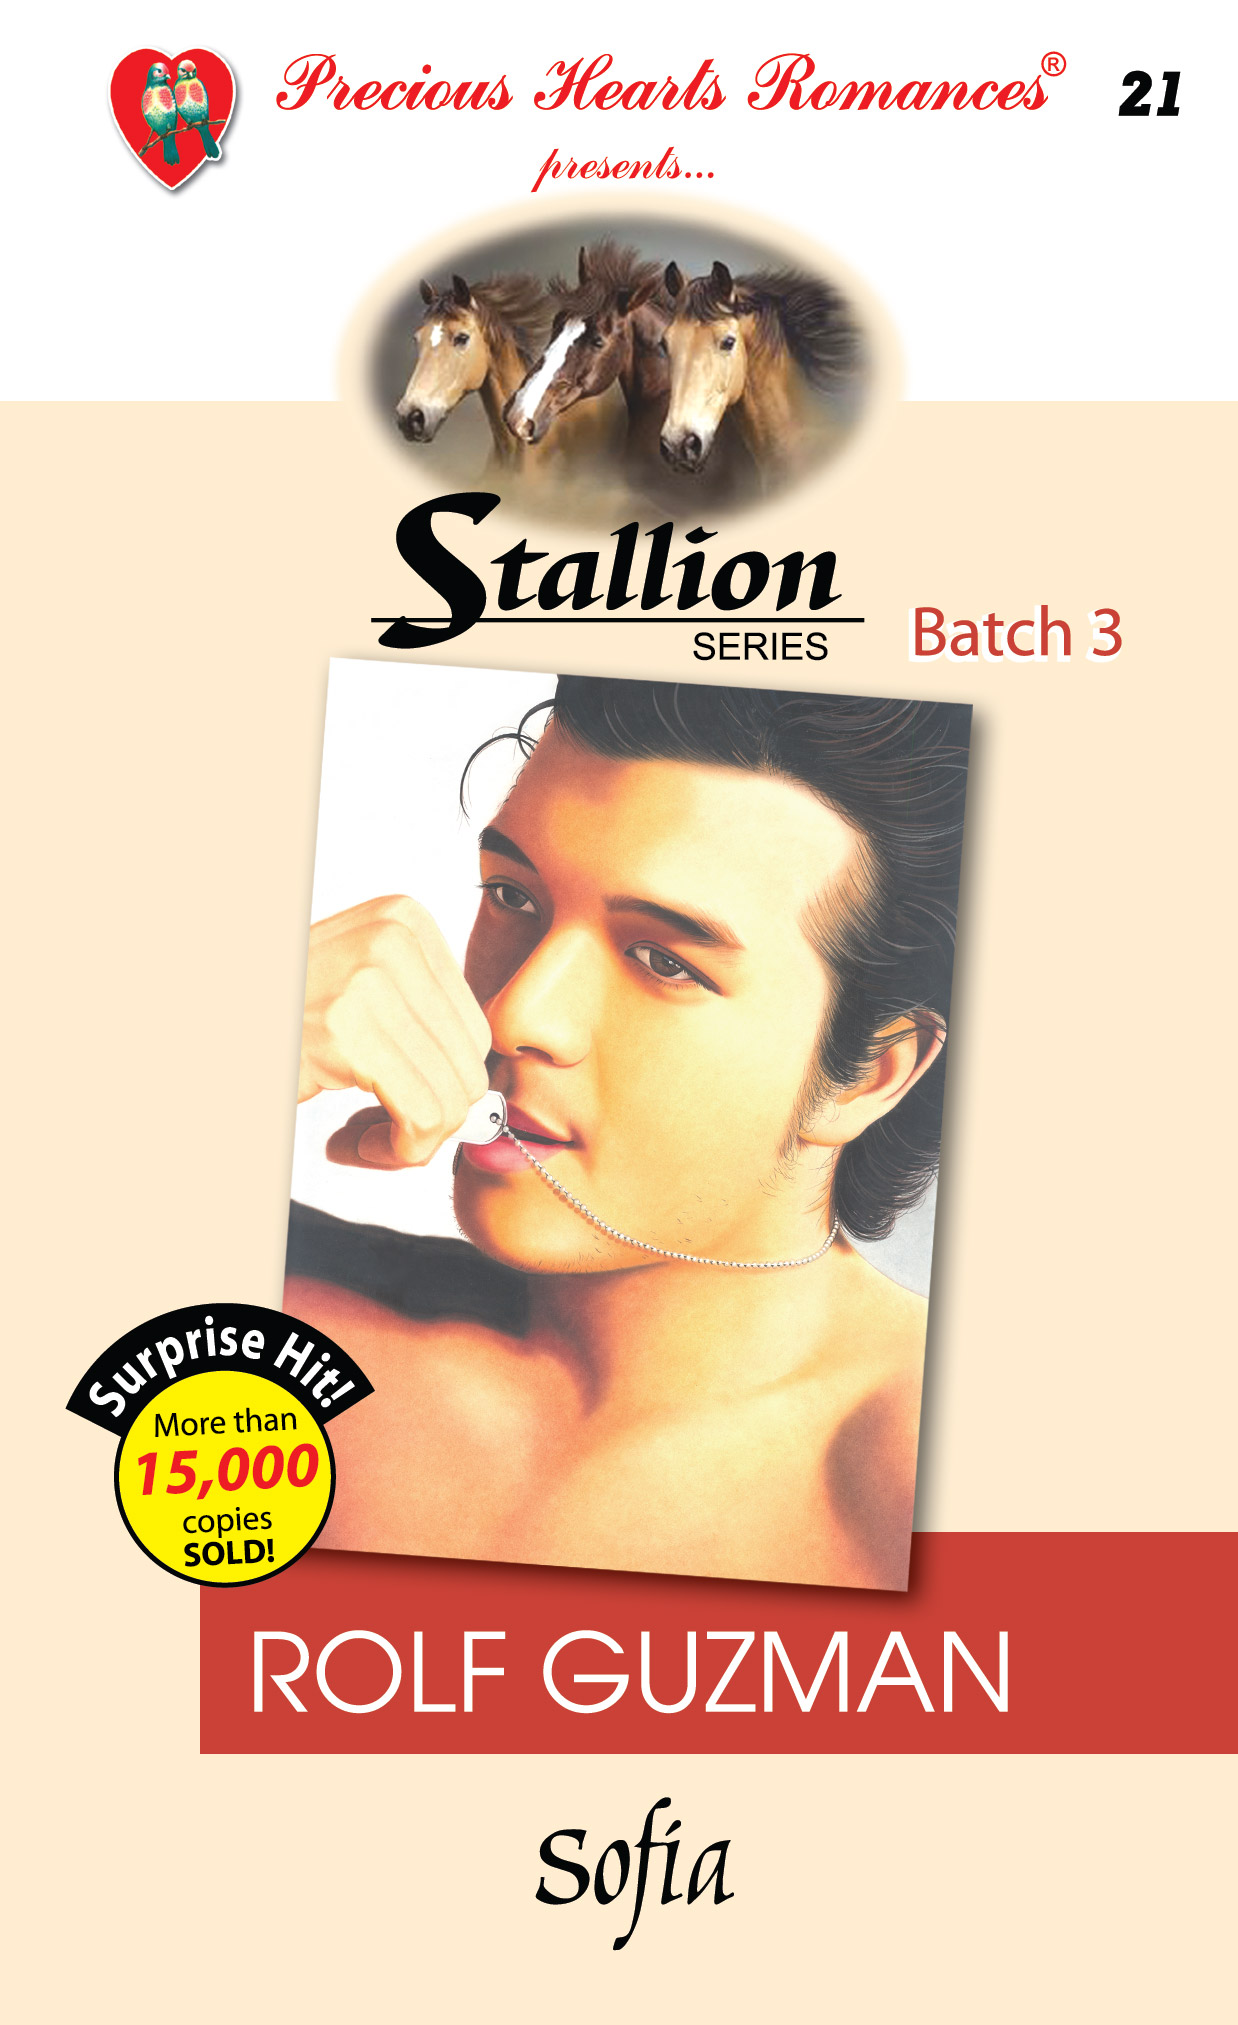 Precious Hearts Romances® 21
presents...
Stallion
SERIES
Batch 3
Surprise Hit!
More than
15,000
copies
SOLD!
ROLF GUZMAN
Sofia